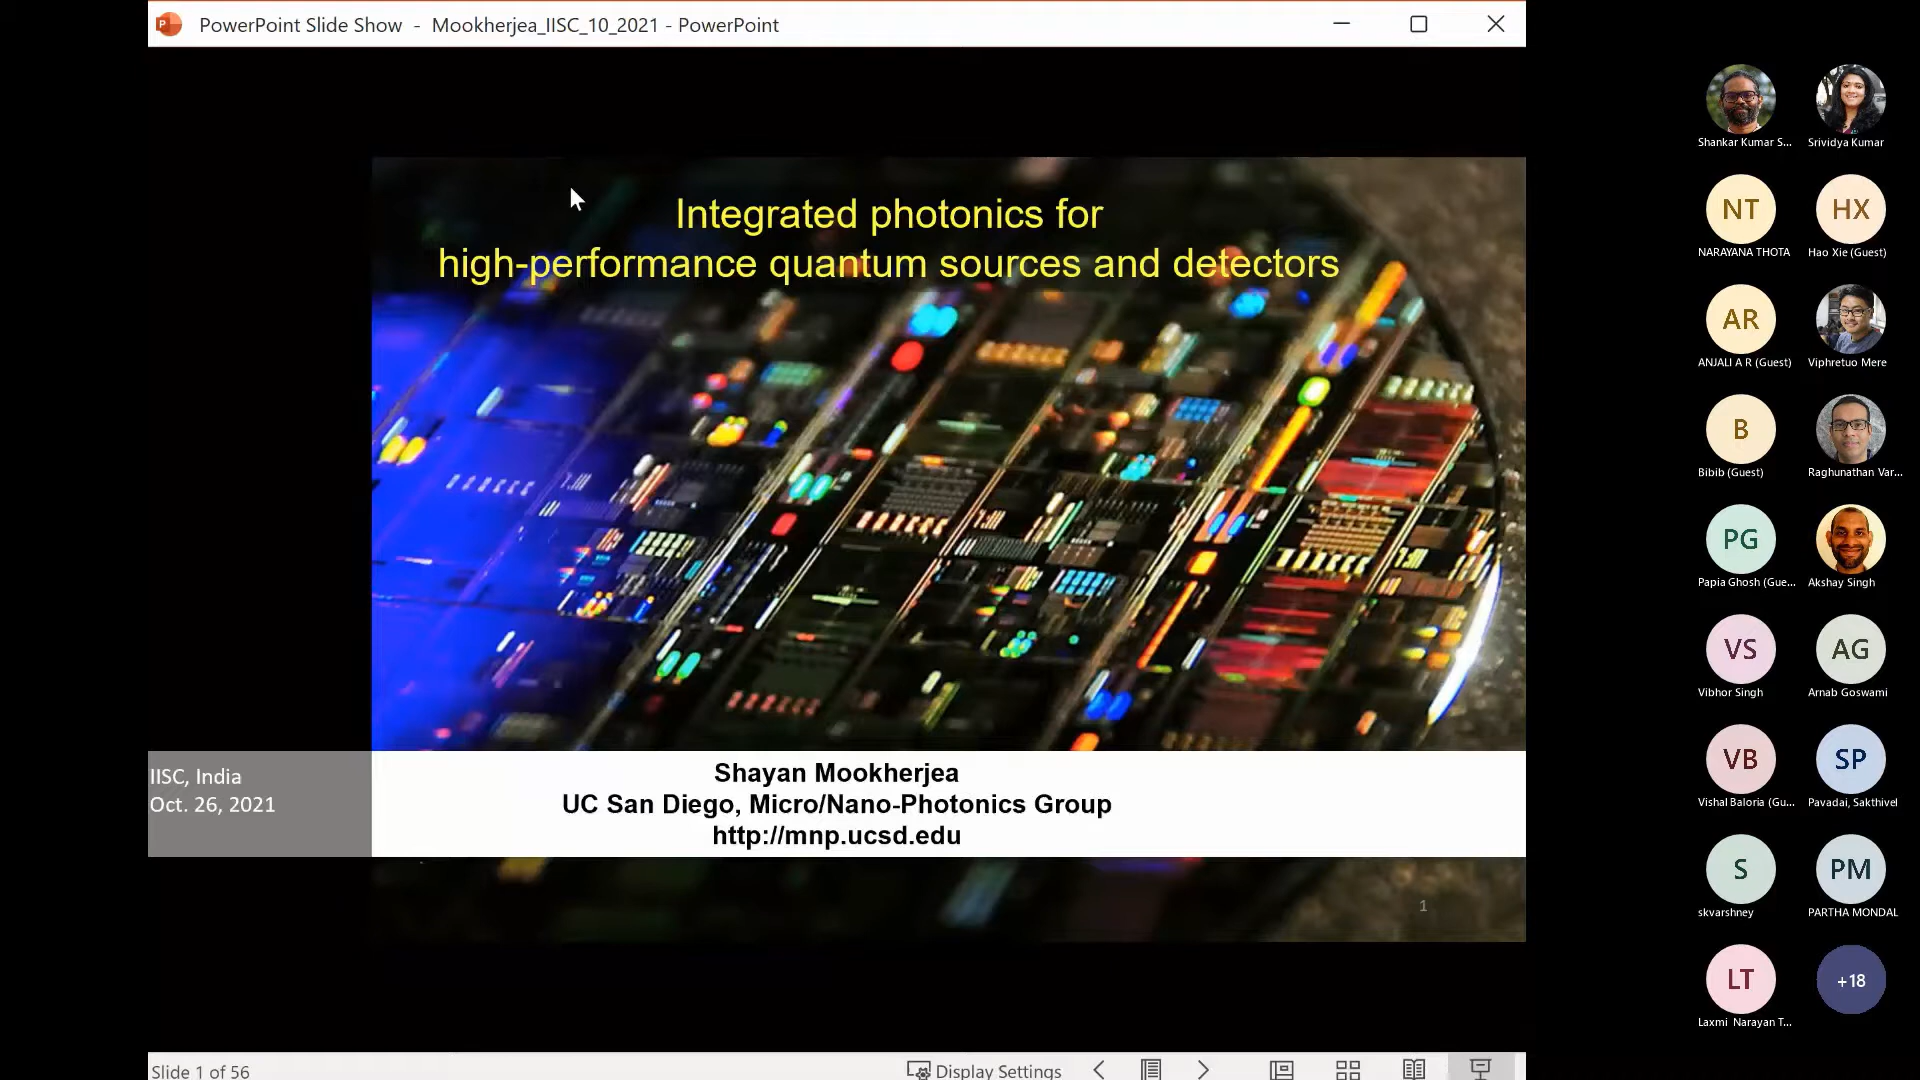 PowerPoint Slide Show - Mookherjea_IISC_10_2021 - PowerPoint
Integrated photonics for
high-performance quantum sources and detectors
IISC, India
Oct. 26, 2021
Shayan Mookherjea
UC San Diego, Micro/Nano-Photonics Group
http://mnp.ucsd.edu
1
Slide 1 of 56
Display Settings
Shankar Kumar S...
Srividya Kumar
NT
HX
NARAYANA THOTA
Hao Xie (Guest)
AR
ANJALI A R (Guest)
Viphretuo Mere
B
Bibib (Guest)
Raghunathan Var...
PG
Papia Ghosh (Gue...
Akshay Singh
VS
AG
Vibhor Singh
Arnab Goswami
VB
SP
Vishal Baloria (Gu...
Pavadai, Sakthivel
S
PM
skvarshney
PARTHA MONDAL
LT
+18
Laxmi Narayan T...